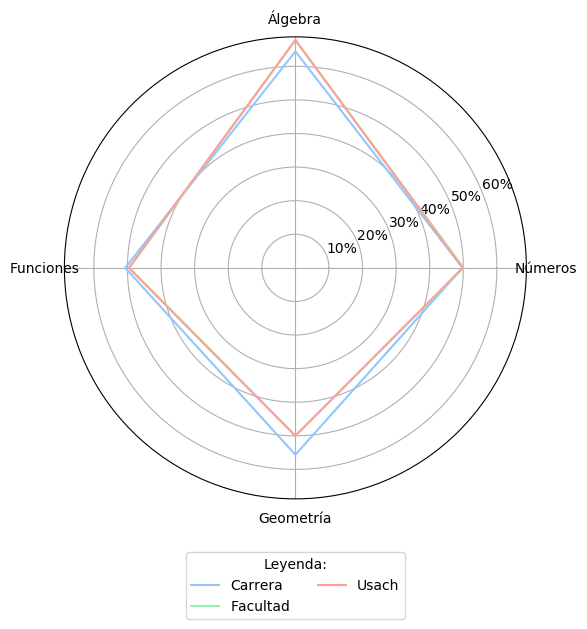 Álgebra
60%
50%
40%
30%
20%
10%
Funciones
Números
Geometría
Leyenda:
Carrera
Usach
Facultad